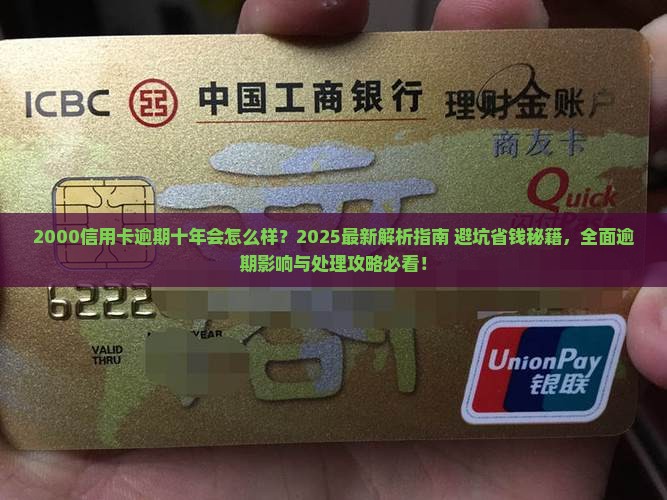 ICBC 中国工商银行 理财金账户
商友卡
Quick
Pass
2000信用卡逾期十年会怎么样？2025最新解析指南 避坑省钱秘籍，全面逾
期影响与处理攻略必看！
6222
YEAR
VALID
THRU
UnionPay
银联